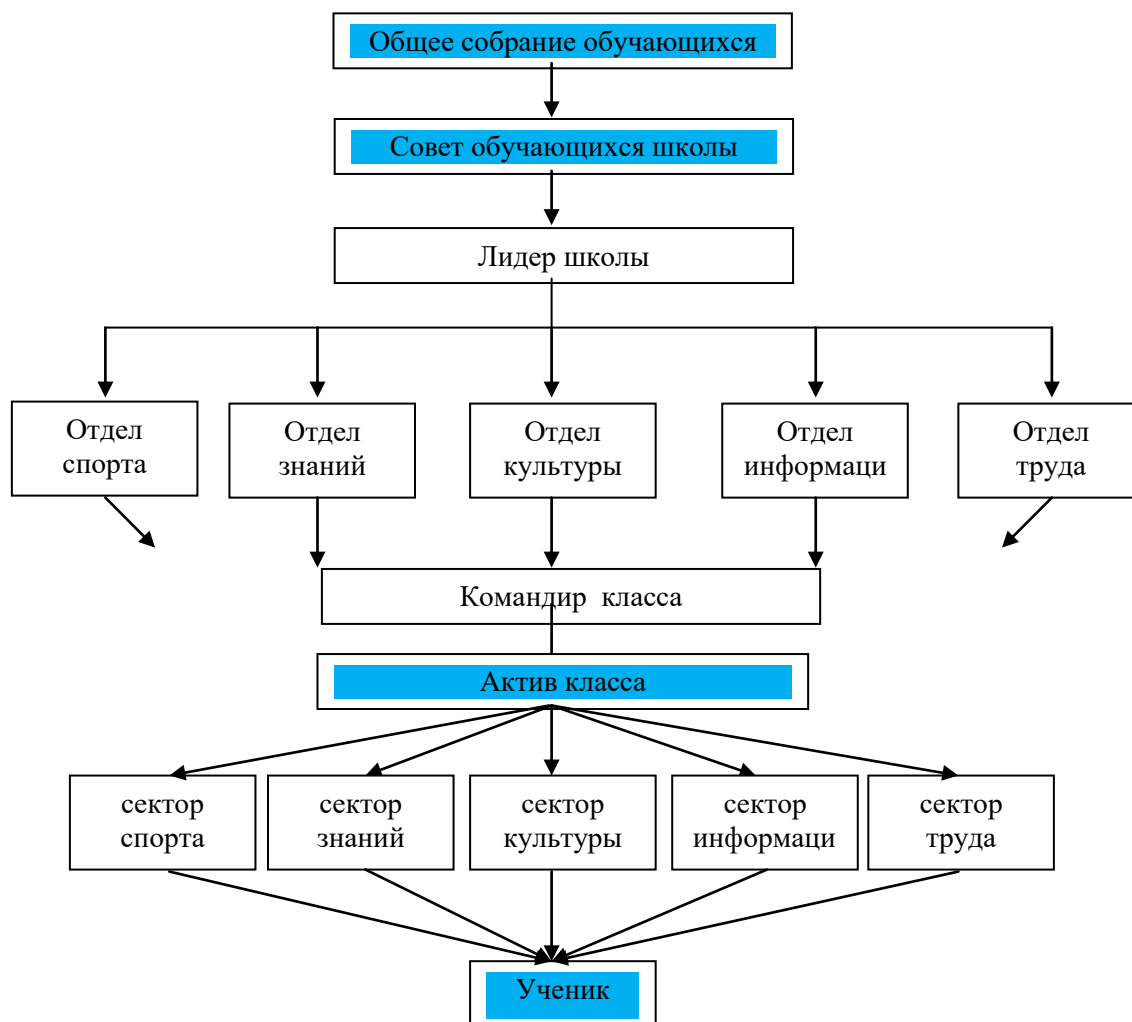 Общее собрание обучающихся
Совет обучающихся школы
Лидер школы
Отдел
спорта
Отдел
знаний
Отдел
культуры
Отдел
информаци
Отдел
труда
Командир класса
Актив класса
сектор
спорта
сектор
знаний
сектор
культуры
сектор
информаци
сектор
труда
Ученик